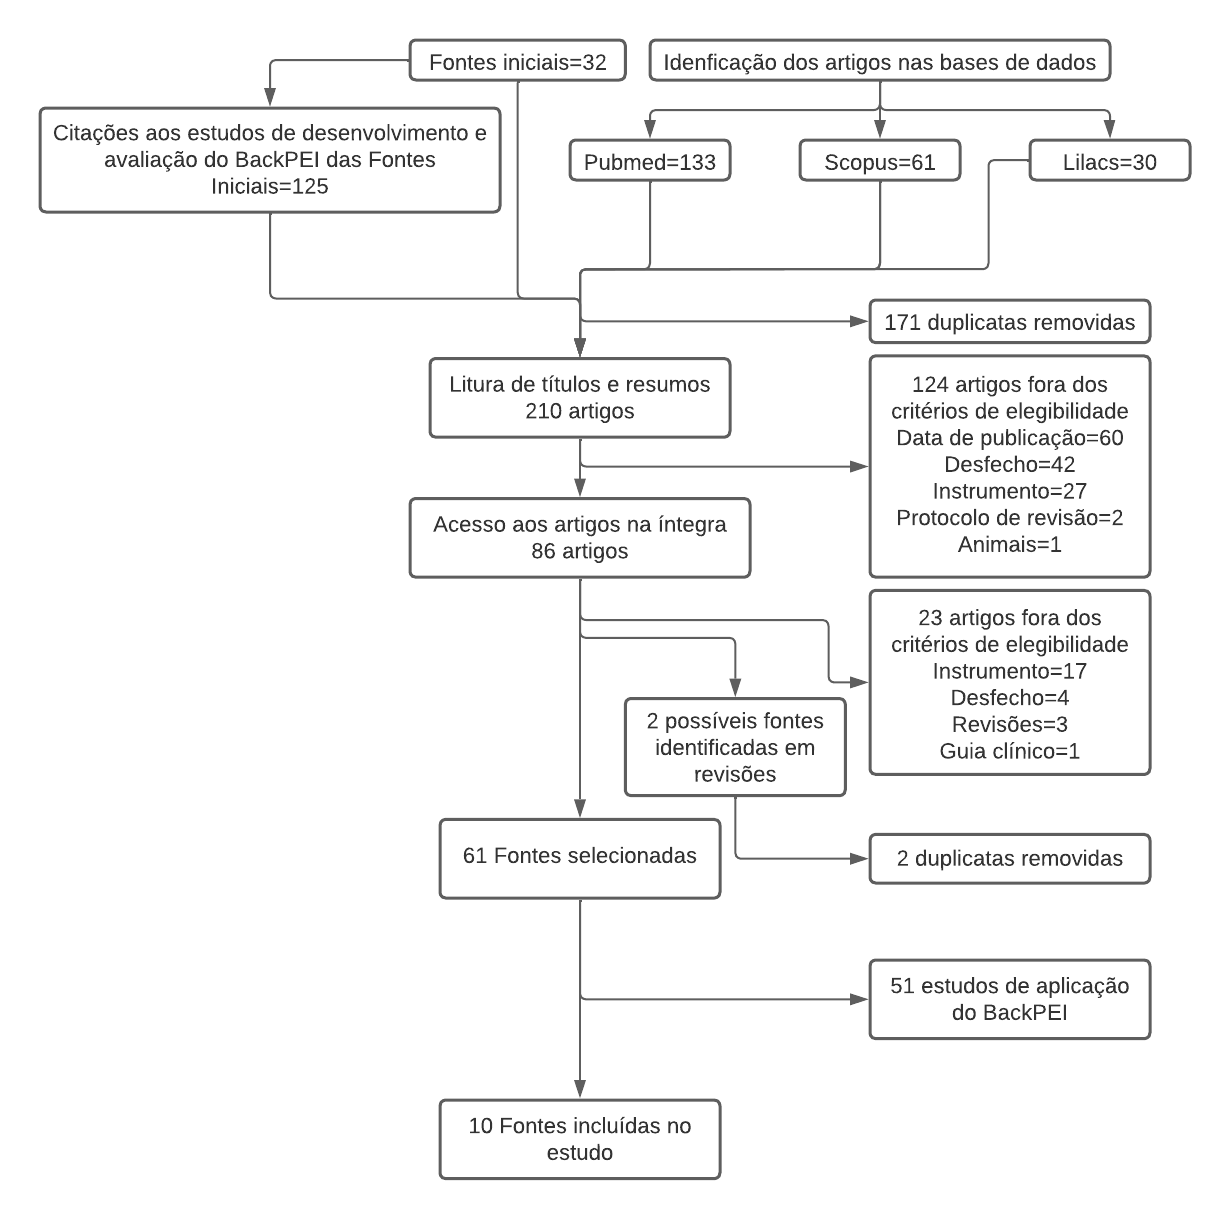 Fontes iniciais=32
Idenficação dos artigos nas bases de dados
Citações aos estudos de desenvolvimento e
avaliação do BackPEI das Fontes
Iniciais=125
Pubmed=133
Scopus=61
Lilacs=30
171 duplicatas removidas
Litura de títulos e resumos
210 artigos
124 artigos fora dos
critérios de elegibilidade
Data de publicação=60
Desfecho=42
Instrumento=27
Protocolo de revisão=2
Animais=1
Acesso aos artigos na íntegra
86 artigos
23 artigos fora dos
critérios de elegibilidade
Instrumento=17
Desfecho=4
Revisões=3
Guia clínico=1
2 possíveis fontes
identificadas em
revisões
61 Fontes selecionadas
2 duplicatas removidas
51 estudos de aplicação
do BackPEI
10 Fontes incluídas no
estudo